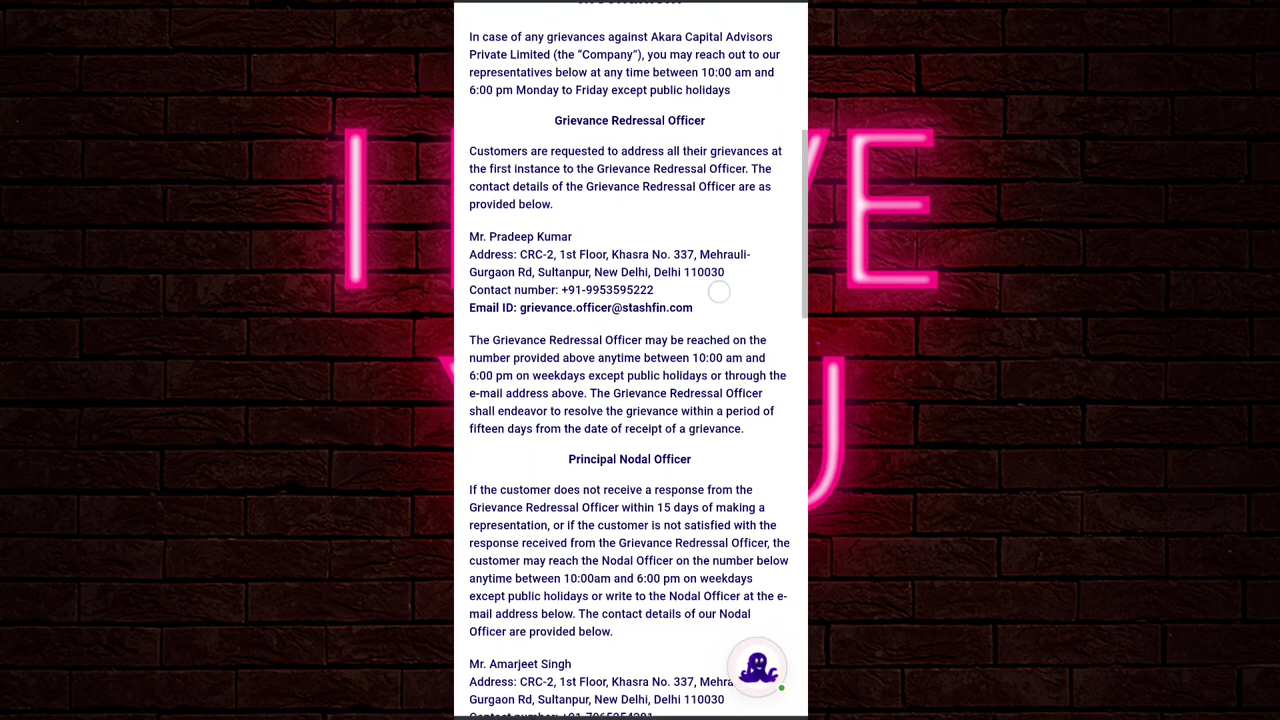 In case of any grievances against Akara Capital Advisors
Private Limited (the “Company”), you may reach out to our
representatives below at any time between 10:00 am and
6:00 pm Monday to Friday except public holidays
Grievance Redressal Officer
Customers are requested to address all their grievances at
the first instance to the Grievance Redressal Officer. The
contact details of the Grievance Redressal Officer are as
provided below.
Mr. Pradeep Kumar
Address: CRC-2, 1st Floor, Khasra No. 337, Mehrauli-
Gurgaon Rd, Sultanpur, New Delhi, Delhi 110030
Contact number: +91-9953595222
Email ID: grievance.officer@stashfin.com
The Grievance Redressal Officer may be reached on the
number provided above anytime between 10:00 am and
6:00 pm on weekdays except public holidays or through the
e-mail address above. The Grievance Redressal Officer
shall endeavor to resolve the grievance within a period of
fifteen days from the date of receipt of a grievance.
Principal Nodal Officer
If the customer does not receive a response from the
Grievance Redressal Officer within 15 days of making a
representation, or if the customer is not satisfied with the
response received from the Grievance Redressal Officer, the
customer may reach the Nodal Officer on the number below
anytime between 10:00am and 6:00 pm on weekdays
except public holidays or write to the Nodal Officer at the e-
mail address below. The contact details of our Nodal
Officer are provided below.
Mr. Amarjeet Singh
Address: CRC-2, 1st Floor, Khasra No. 337, Mehra
Gurgaon Rd, Sultanpur, New Delhi, Delhi 110030
Contact number:
I
E